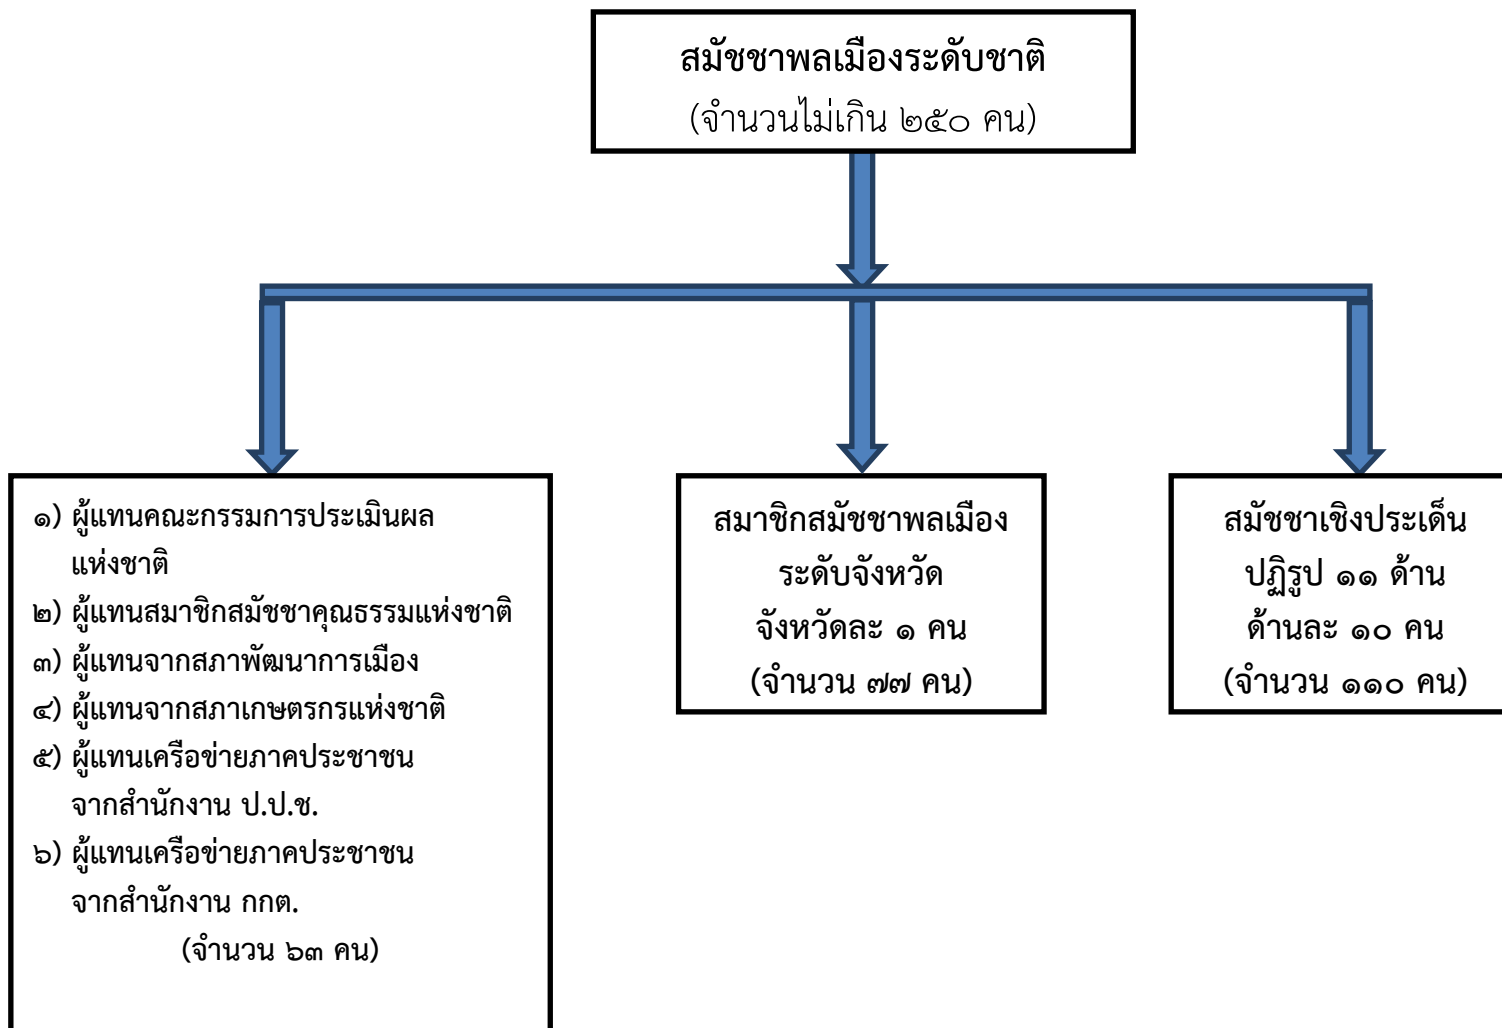 สมัชชาพลเมืองระดับชาติ
(จำนวนไม่เกิน ๒๕๐ คน)
๑) ผู้แทนคณะกรรมการประเมินผล
แห่งชาติ
๒) ผู้แทนสมาชิกสมัชชาคุณธรรมแห่งชาติ
๓) ผู้แทนจากสภาพัฒนาการเมือง
๔) ผู้แทนจากสภาเกษตรกรแห่งชาติ
๕) ผู้แทนเครือข่ายภาคประชาชน
จากสำนักงาน ป.ป.ช.
๖) ผู้แทนเครือข่ายภาคประชาชน
จากสำนักงาน กกต.
(จำนวน ๖๓ คน)
สมาชิกสมัชชาพลเมือง
ระดับจังหวัด
จังหวัดละ ๑ คน
(จำนวน ๗๗ คน)
สมัชชาเชิงประเด็น
ปฏิรูป ๑๑ ด้าน
ด้านละ ๑๐ คน
(จำนวน ๑๑๐ คน)